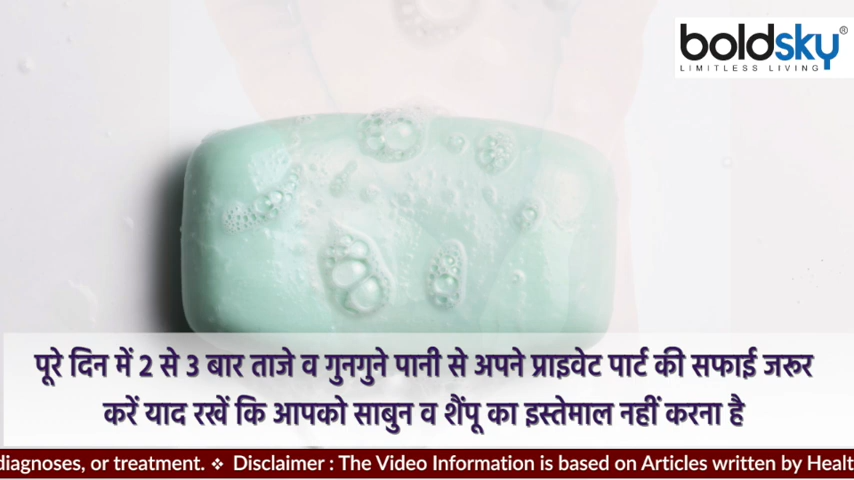 boldsky®
LIMITLESS LIVING
पूरे दिन में 2 से 3 बार ताजे व गुनगुने पानी से अपने प्राइवेट पार्ट की सफाई जरूर
करें याद रखें कि आपको साबुन व शैंपू का इस्तेमाल नहीं करना है
diagnoses, or treatment. ❖ Disclaimer : The Video Information is based on Articles written by Healt